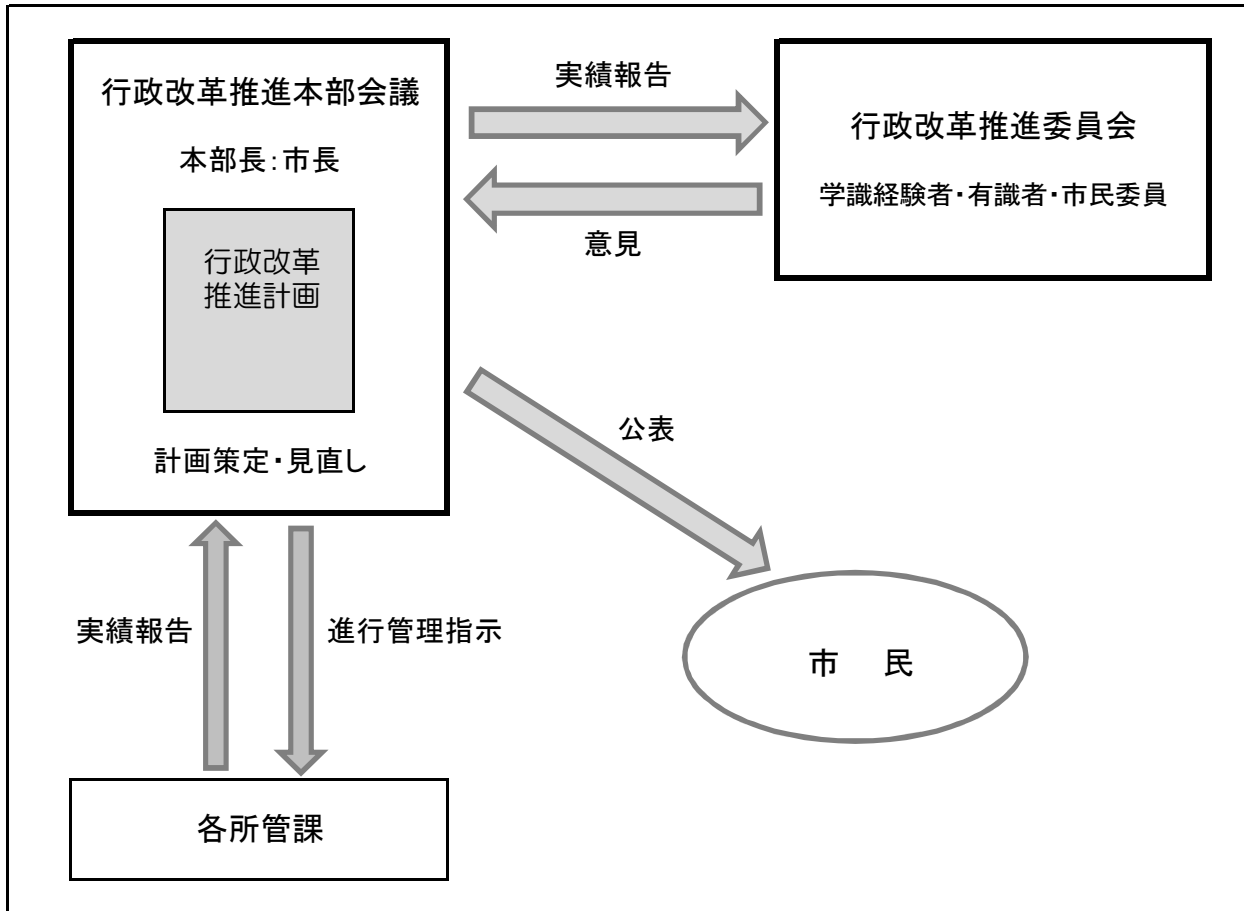 行政改革推進本部会議
本部長：市長
行政改革
推進計画
計画策定・見直し
実績報告
意見
行政改革推進委員会
学識経験者・有識者・市民委員
公表
市　民
実績報告
進行管理指示
各所管課